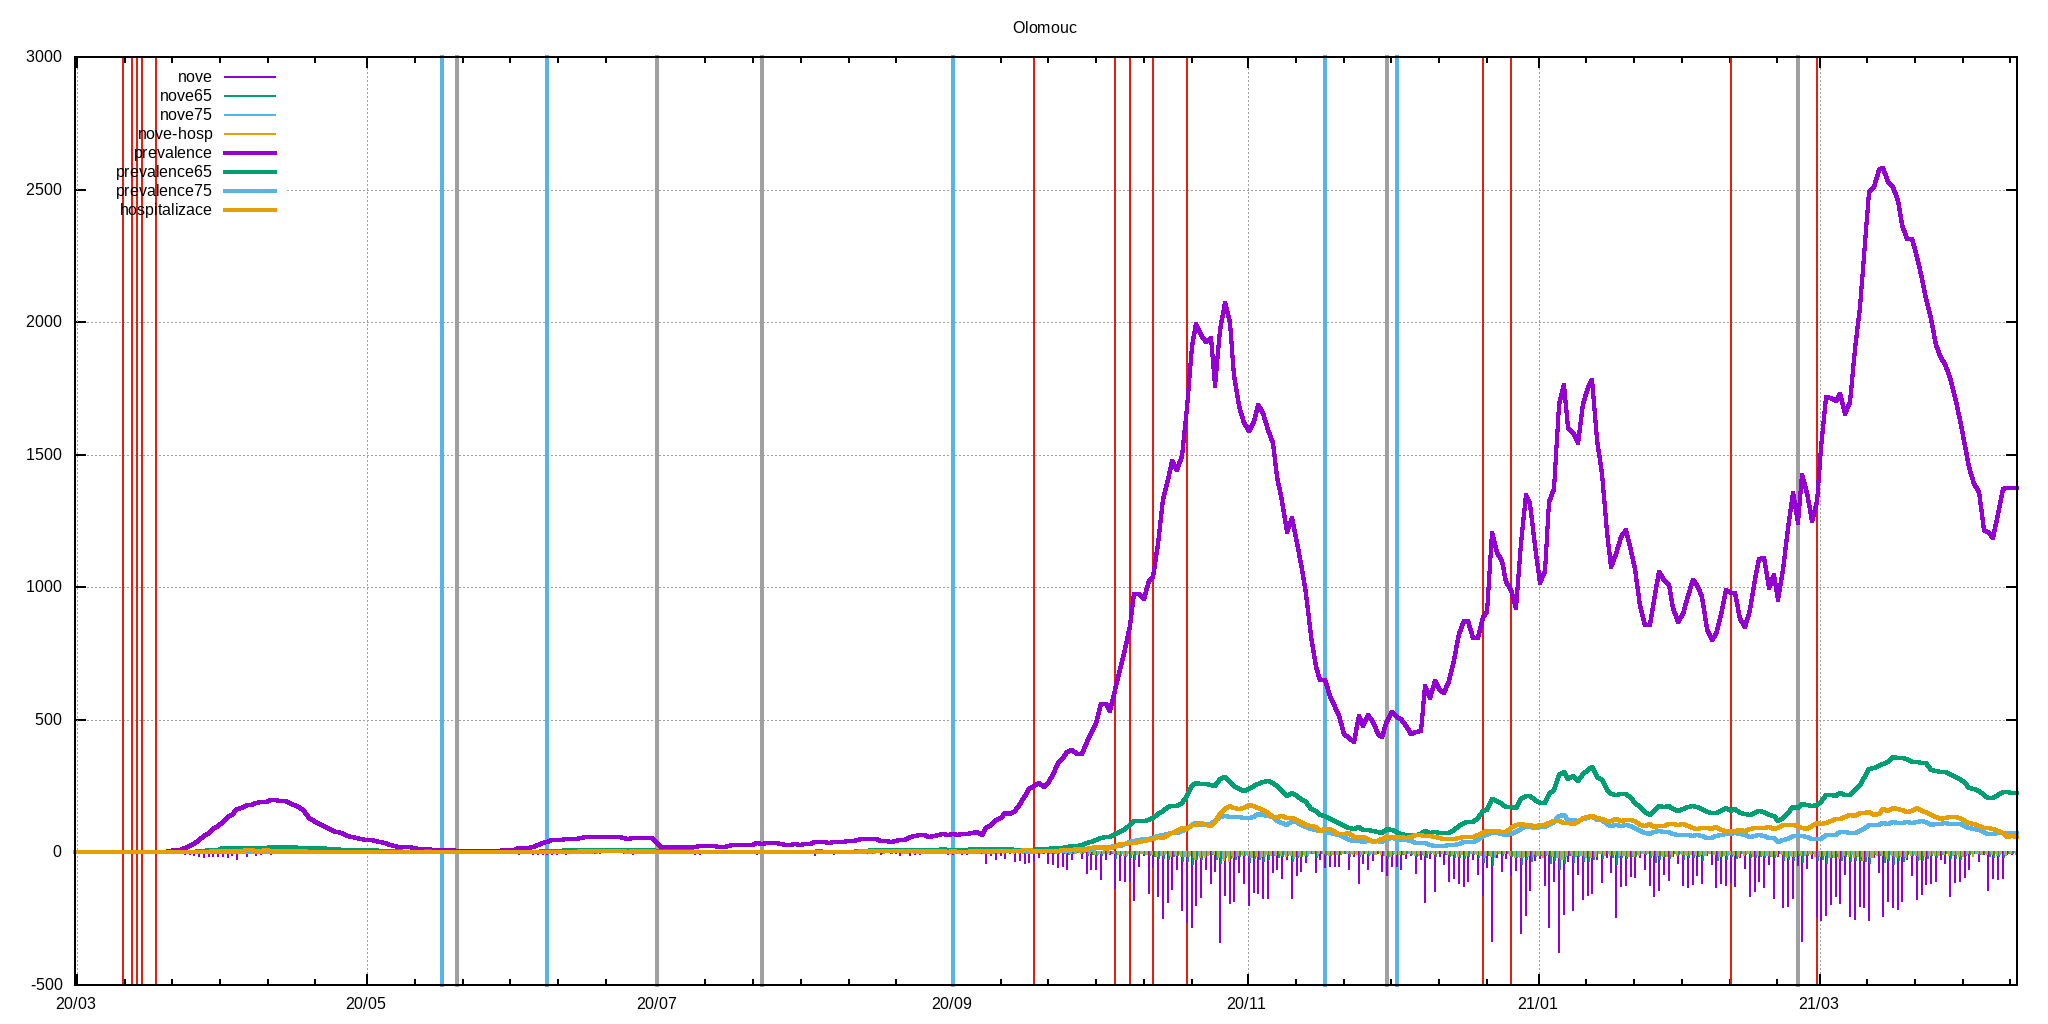 Olomouc
3000
2500
2000
1500
1000
500
0
-500
nove
nove65
nove75
nove-hosp
prevalence
prevalence65
prevalence75
hospitalizace
20/03
20/05
20/07
20/09
20/11
21/01
21/03